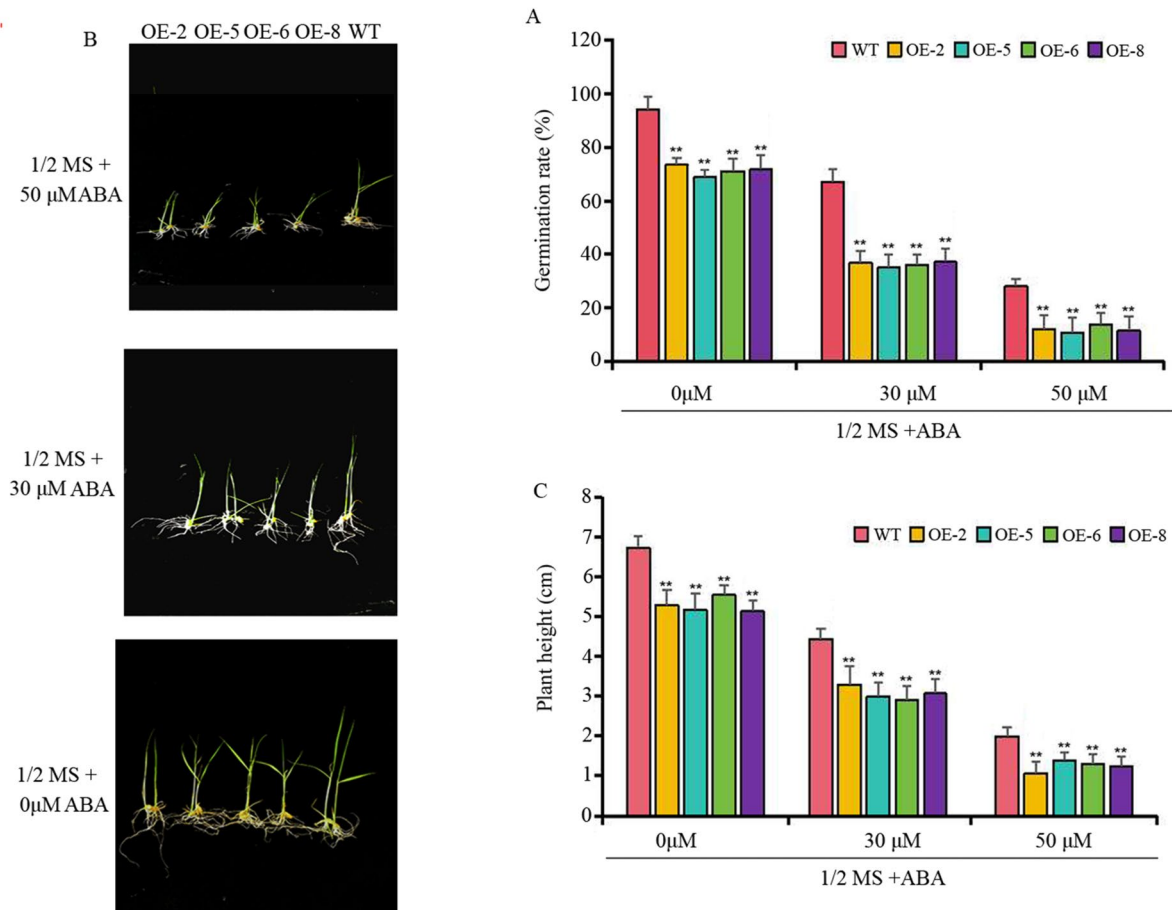 B
OE-2 OE-5 OE-6 OE-8 WT
1/2 MS +
50 μMABA
1/2 MS +
30 μM ABA
1/2 MS +
0μM ABA
A
Germination rate (%)
120
100
80
60
40
20
0
WT OE-2 OE-5 OE-6 OE-8
** ** ** **
** ** ** **
** ** ** **
0μM 30 μM 50 μM
1/2 MS +ABA
C
Plant height (cm)
8
7
6
5
4
3
2
1
0
WT OE-2 OE-5 OE-6 OE-8
** ** ** **
** ** ** **
** ** ** **
0μM 30 μM 50 μM
1/2 MS +ABA